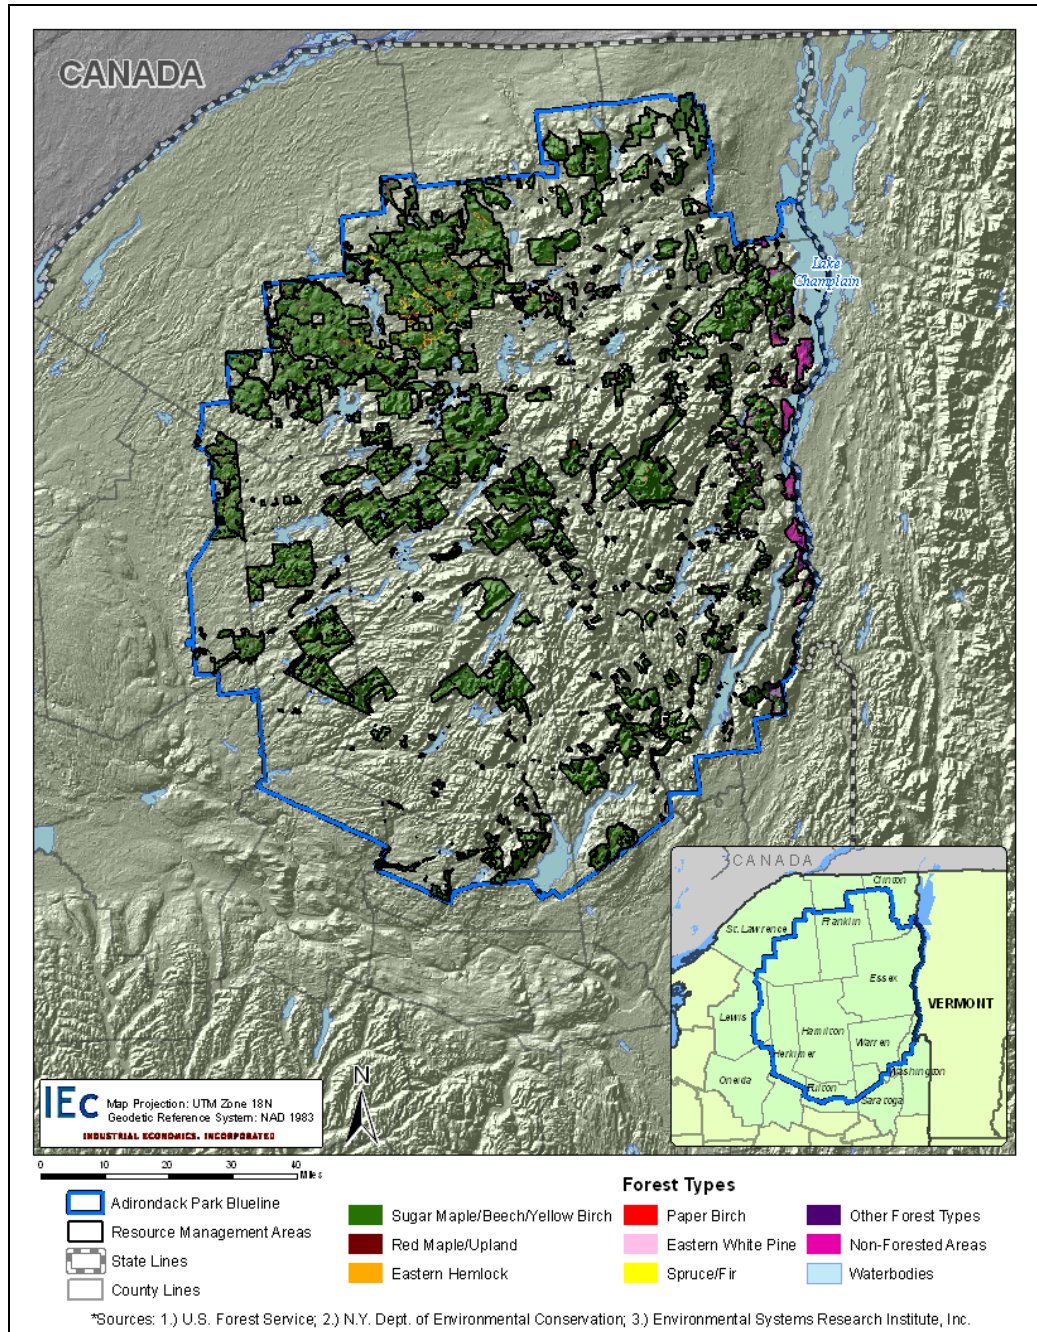 CANADA
Lake
Champlain
CANADA
Clinton
Franklin
St. Lawrence
Essex
VERMONT
Lewis
Hamilton
Warren
Herkimer
Washington
Oneida
Fulton
Saratoga
IEc
Map Projection: UTM Zone 18N
Geodetic Reference System: NAD 1983
INDUSTRIAL ECONOMICS, INCORPORATED
N
0 10 20 30 40
Miles
Adirondack Park Blueline
Resource Management Areas
State Lines
County Lines
Forest Types
Sugar Maple/Beech/Yellow Birch
Red Maple/Upland
Eastern Hemlock
Paper Birch
Eastern White Pine
Spruce/Fir
Other Forest Types
Non-Forested Areas
Waterbodies
*Sources: 1.) U.S. Forest Service; 2.) N.Y. Dept. of Environmental Conservation; 3.) Environmental Systems Research Institute, Inc.